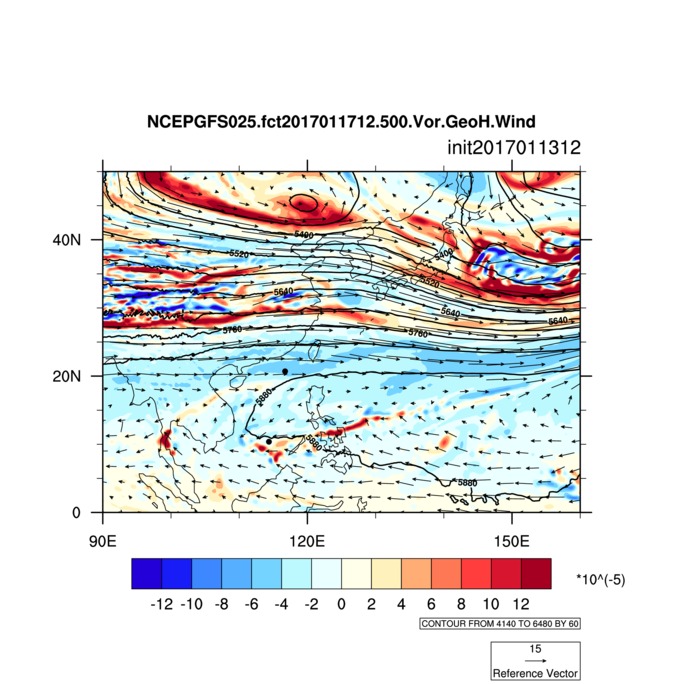 NCEPGFS025.fct2017011712.500.Vor.GeoH.Wind
init2017011312
5400
5400
40N
5520
5520
5640
5640
5640
5760
5760
20N
5880
5880
5880
0
90E 120E 150E
-12 -10 -8 -6 -4 -2 0 2 4 6 8 10 12
*10^(-5)
CONTOUR FROM 4140 TO 6480 BY 60
15
Reference Vector